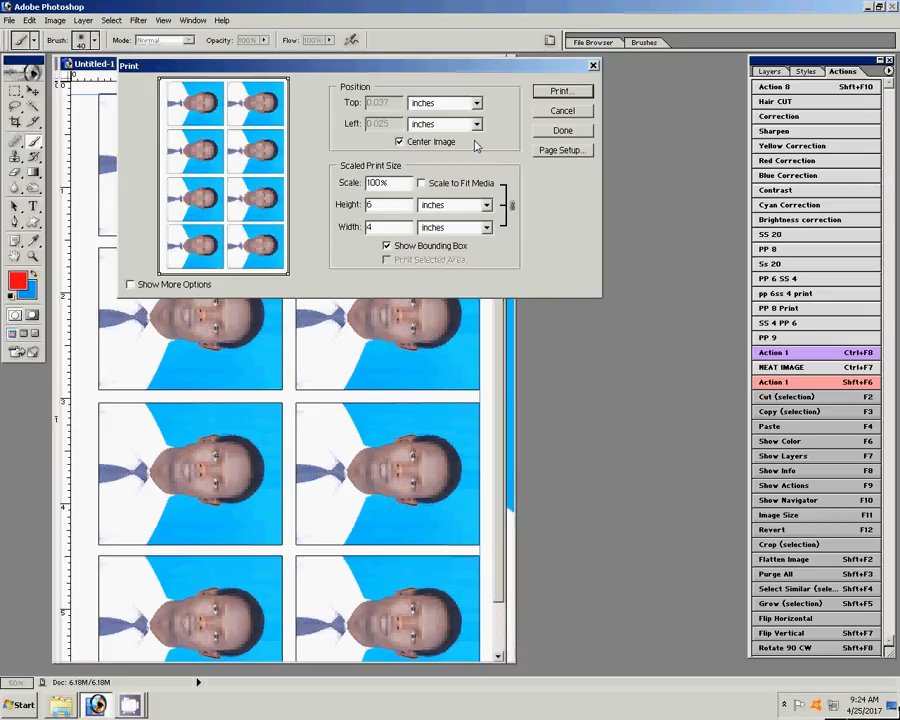 Adobe Photoshop
File Edit Image Layer Select Filter View Window Help
Brush: 40 Mode: Normal Opacity: 100% Flow: 100%
File Browser Brushes
Untitled-1
Print
Position
Top: 0.037 inches
Left: 0.025 inches
Center Image
Scaled Print Size
Scale: 100% Scale to Fit Media
Height: 6 inches
Width: 4 inches
Show Bounding Box
Print Selected Area
Show More Options
Print...
Cancel
Done
Page Setup...
Layers Styles Actions
Action 8 Shft+F10
Hair CUT
Correction
Sharpen
Yellow Correction
Red Correction
Contrast
Cyan Correction
Brightness correction
SS 20
PP 8
Ss 20
PP 6 SS 4
pp 6ss 4 print
PP 8 Print
SS 4 PP 6
PP 9
Action 1 Ctrl+F8
NEAT IMAGE Ctrl+F7
Action 1 Shft+F6
Cut (selection) F2
Copy (selection) F3
Paste F4
Show Color F6
Show Layers F7
Show Info F8
Show Actions F9
Show Navigator F10
Image Size F11
Revert F12
Crop (selection)
Flatten Image Shft+F2
Purge All Shft+F3
Select Similar (sele... Shft+F4
Grow (selection) Shft+F5
Flip Horizontal
Flip Vertical Shft+F7
Rotate 90 CW Shft+F8
0
1
2
3
4
5
50% Doc: 6.18M/6.18M
Start
9:24 AM
4/25/2017